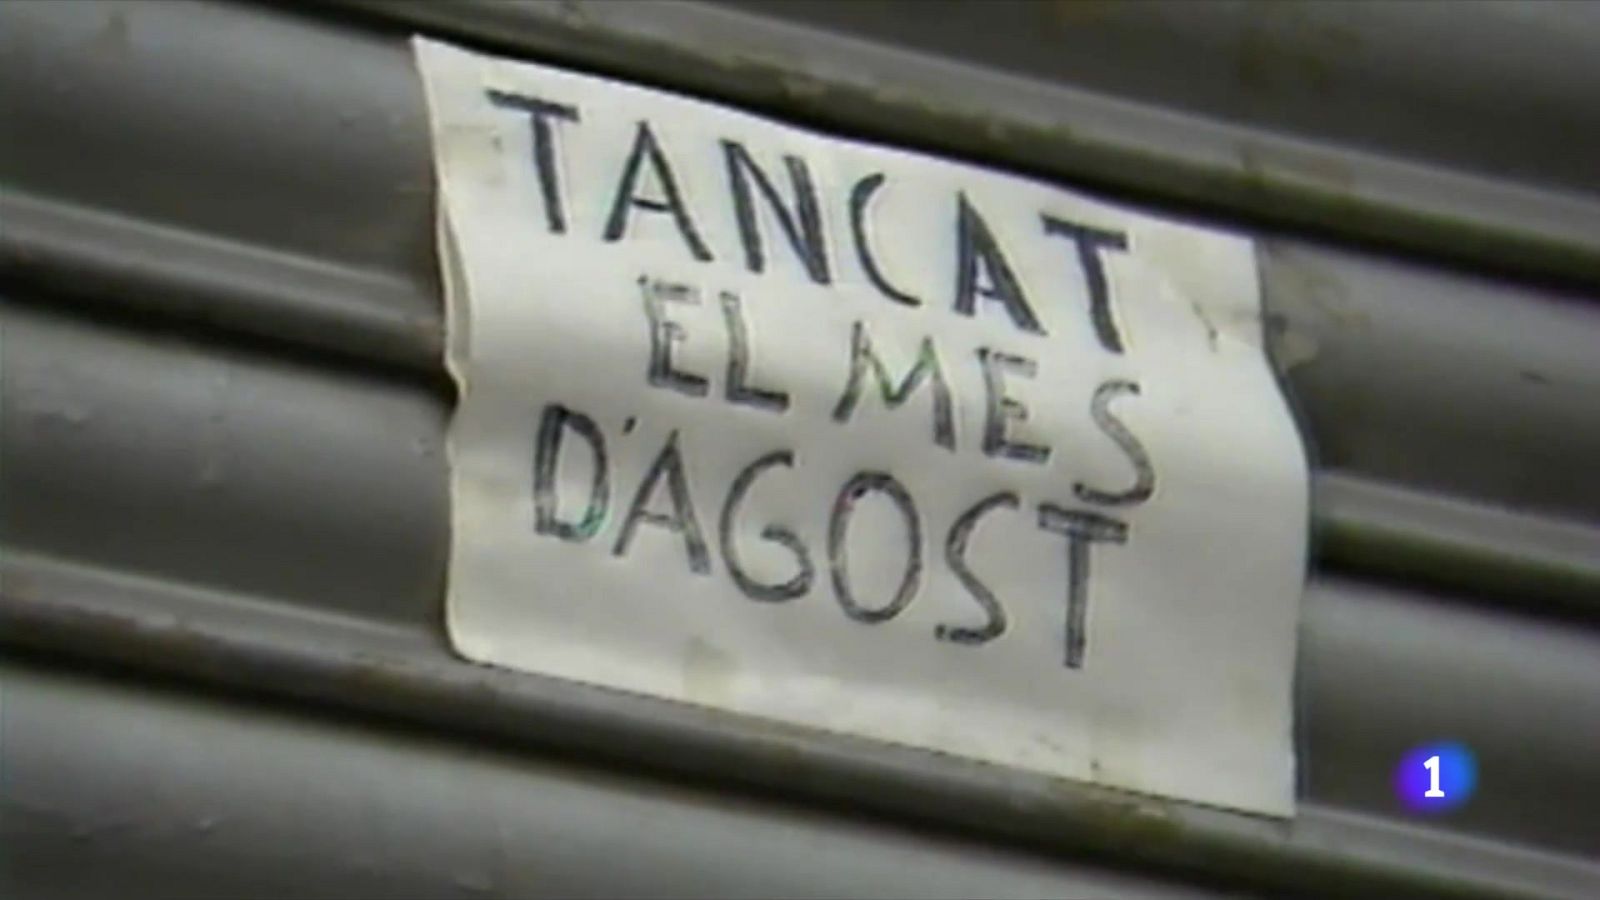 TANCAT
EL MES
D'AGOST
1